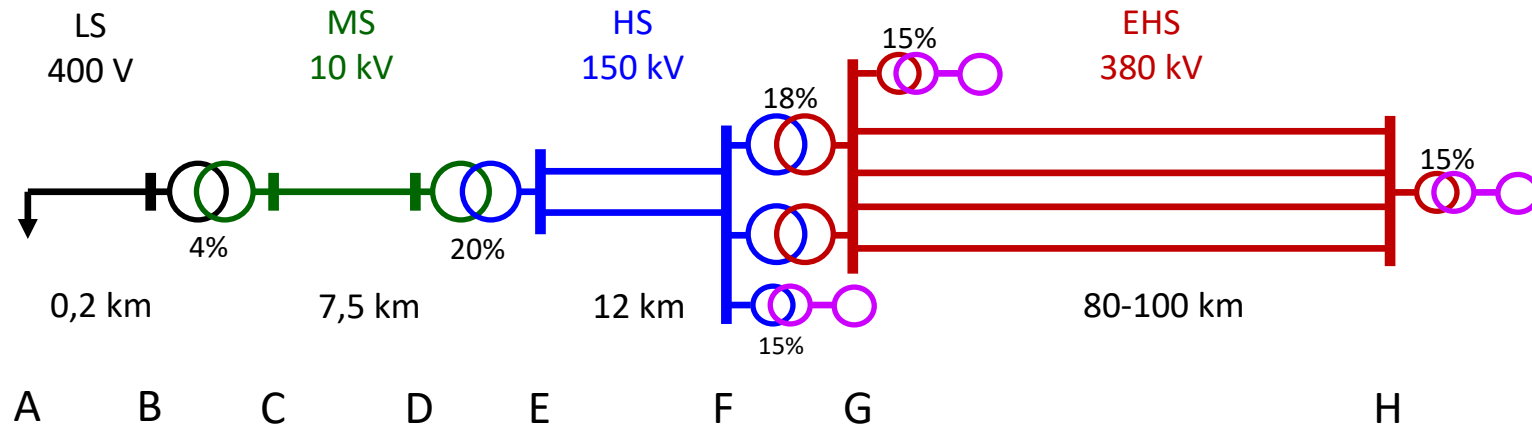 LS
400 V
MS
10 kV
HS
150 kV
EHS
380 kV
15%
18%
15%
4%
20%
15%
0,2 km
7,5 km
12 km
80-100 km
A
B
C
D
E
F
G
H